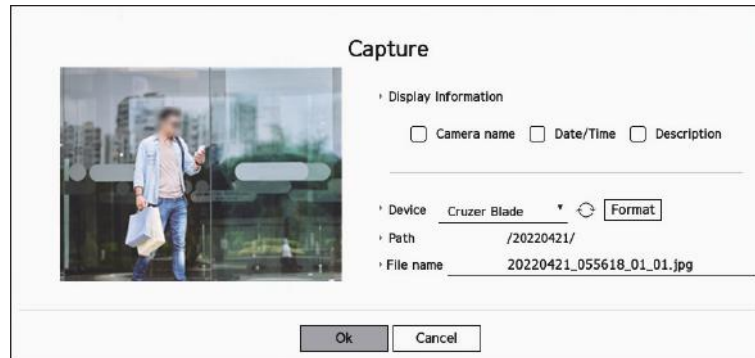 Capture
Display Information
Camera name Date/Time Description
Device Cruzer Blade Format
Path /20220421/
File name 20220421_055618_01_01.jpg
Ok Cancel